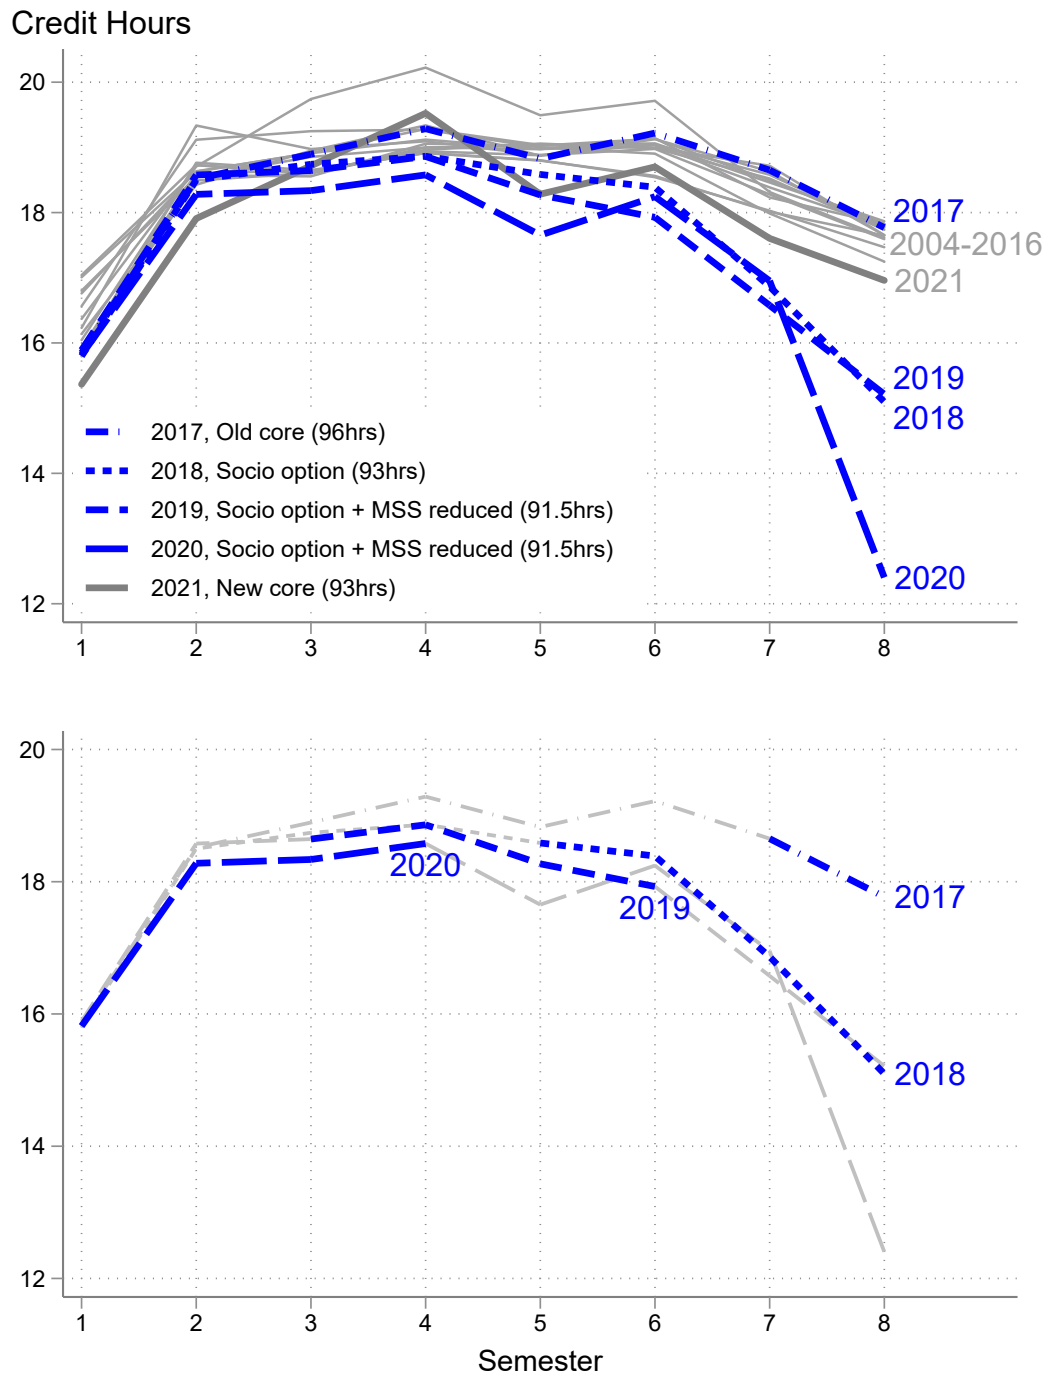 Credit Hours
20
18
16
14
12
2017
2004-2016
2021
2019
2018
2020
2017, Old core (96hrs)
2018, Socio option (93hrs)
2019, Socio option + MSS reduced (91.5hrs)
2020, Socio option + MSS reduced (91.5hrs)
2021, New core (93hrs)
1 2 3 4 5 6 7 8
20
18
16
14
12
2020
2019
2017
2018
1 2 3 4 5 6 7 8
Semester